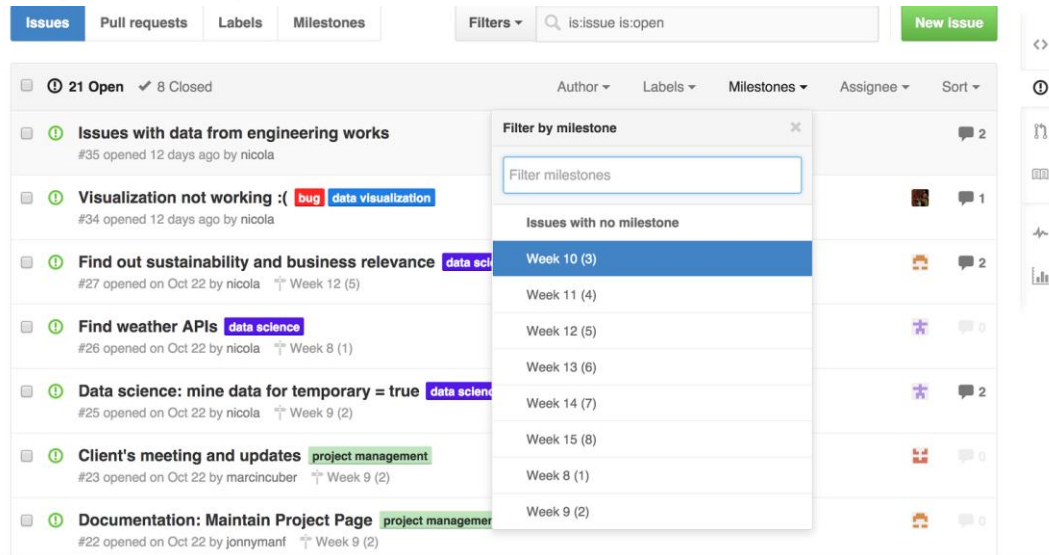 Issues Pull requests Labels Milestones Filters is:issue is:open New issue
21 Open 8 Closed Author Labels Milestones Assignee Sort
Issues with data from engineering works 2
#35 opened 12 days ago by nicola
Visualization not working :( bug data visualization 1
#34 opened 12 days ago by nicola
Find out sustainability and business relevance data sci 2
#27 opened on Oct 22 by nicola Week 12 (5)
Find weather APIs data science 0
#26 opened on Oct 22 by nicola Week 8 (1)
Data science: mine data for temporary = true data scienc 2
#25 opened on Oct 22 by nicola Week 9 (2)
Client's meeting and updates project management 0
#23 opened on Oct 22 by marcincuber Week 9 (2)
Documentation: Maintain Project Page project managemen 0
#22 opened on Oct 22 by jonnymanf Week 9 (2)
Filter by milestone
Filter milestones
Issues with no milestone
Week 10 (3)
Week 11 (4)
Week 12 (5)
Week 13 (6)
Week 14 (7)
Week 15 (8)
Week 8 (1)
Week 9 (2)